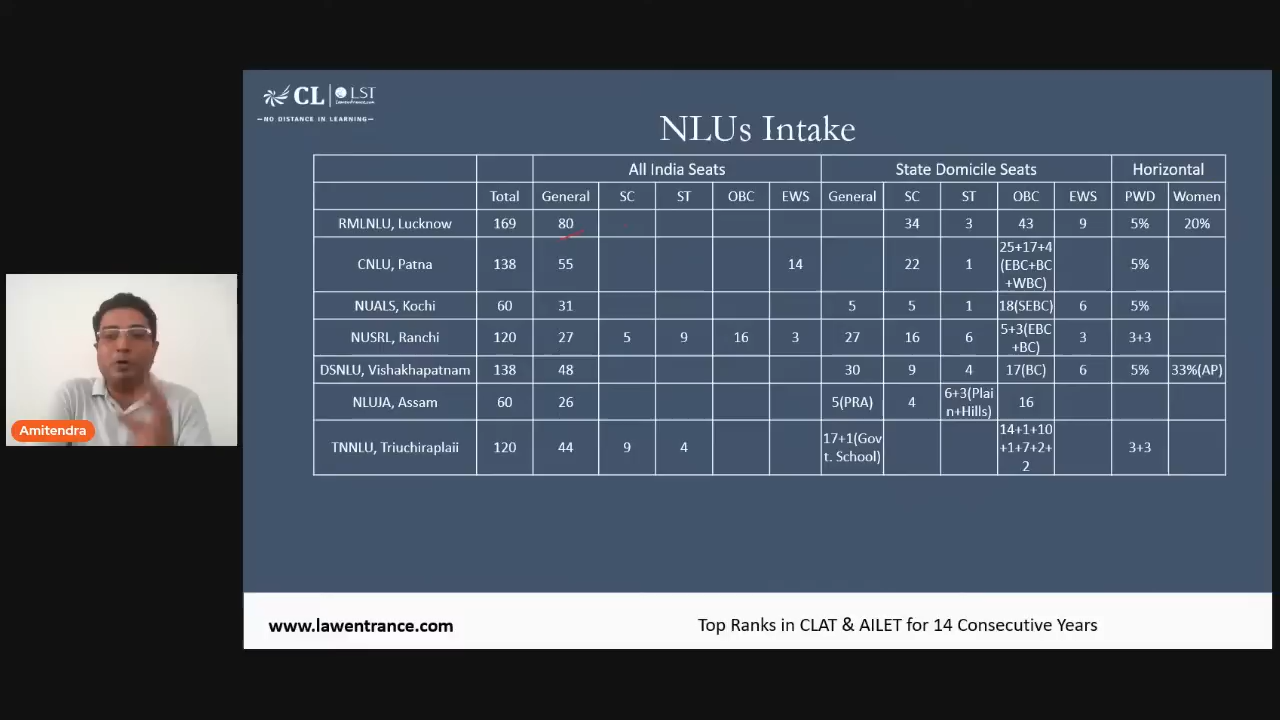 CL LST
LawEntrance.com
—NO DISTANCE IN LEARNING—
NLUs Intake
All India Seats State Domicile Seats Horizontal
Total General SC ST OBC EWS General SC ST OBC EWS PWD Women
RMLNLU, Lucknow 169 80 34 3 43 9 5% 20%
CNLU, Patna 138 55 14 22 1 25+17+4
(EBC+BC
+WBC) 5%
NUALS, Kochi 60 31 5 5 1 18(SEBC) 6 5%
NUSRL, Ranchi 120 27 5 9 16 3 27 16 6 5+3(EBC
+BC) 3 3+3
DSNLU, Vishakhapatnam 138 48 30 9 4 17(BC) 6 5% 33%(AP)
NLUJA, Assam 60 26 5(PRA) 4 6+3(Plai
n+Hills) 16
TNNLU, Triuchiraplaii 120 44 9 4 17+1(Gov
t. School) 14+1+10
+1+7+2+
2 3+3
Amitendra
www.lawentrance.com Top Ranks in CLAT & AILET for 14 Consecutive Years